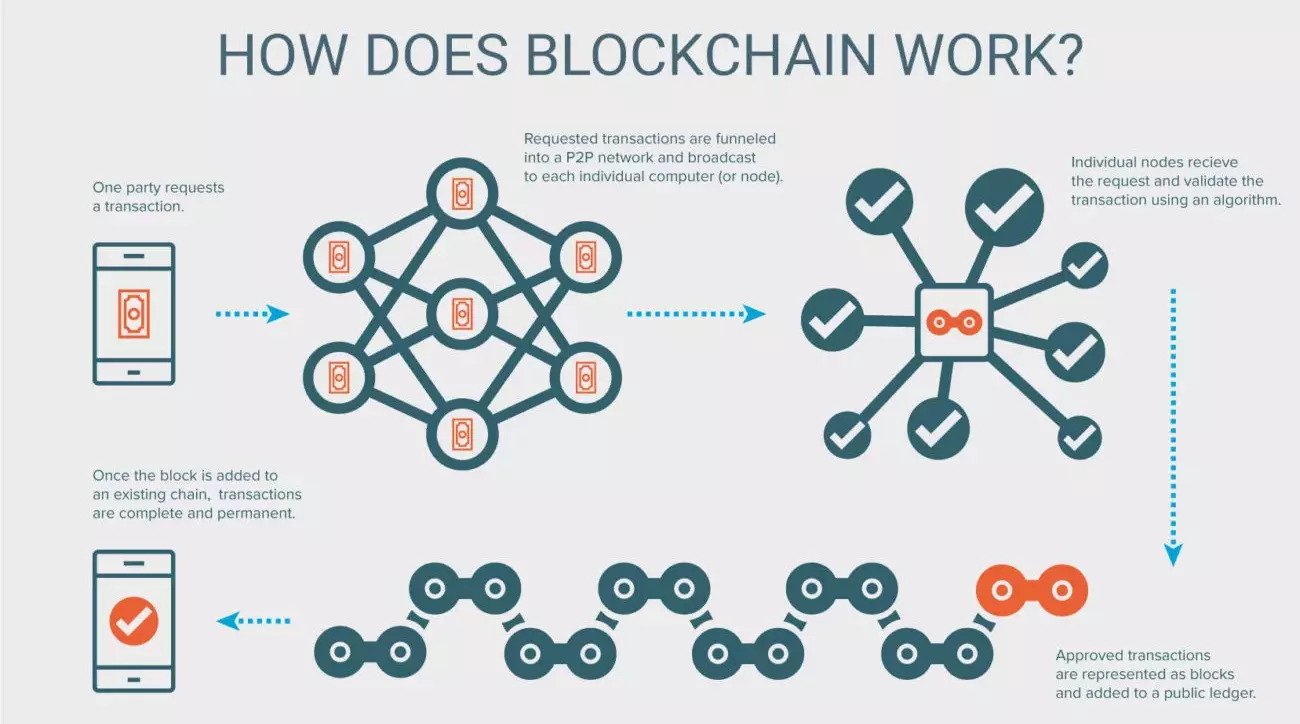 HOW DOES BLOCKCHAIN WORK?
One party requests
a transaction.
Requested transactions are funneled
into a P2P network and broadcast
to each individual computer (or node).
Individual nodes recieve
the request and validate the
transaction using an algorithm.
Approved transactions
are represented as blocks
and added to a public ledger.
Once the block is added to
an existing chain, transactions
are complete and permanent.